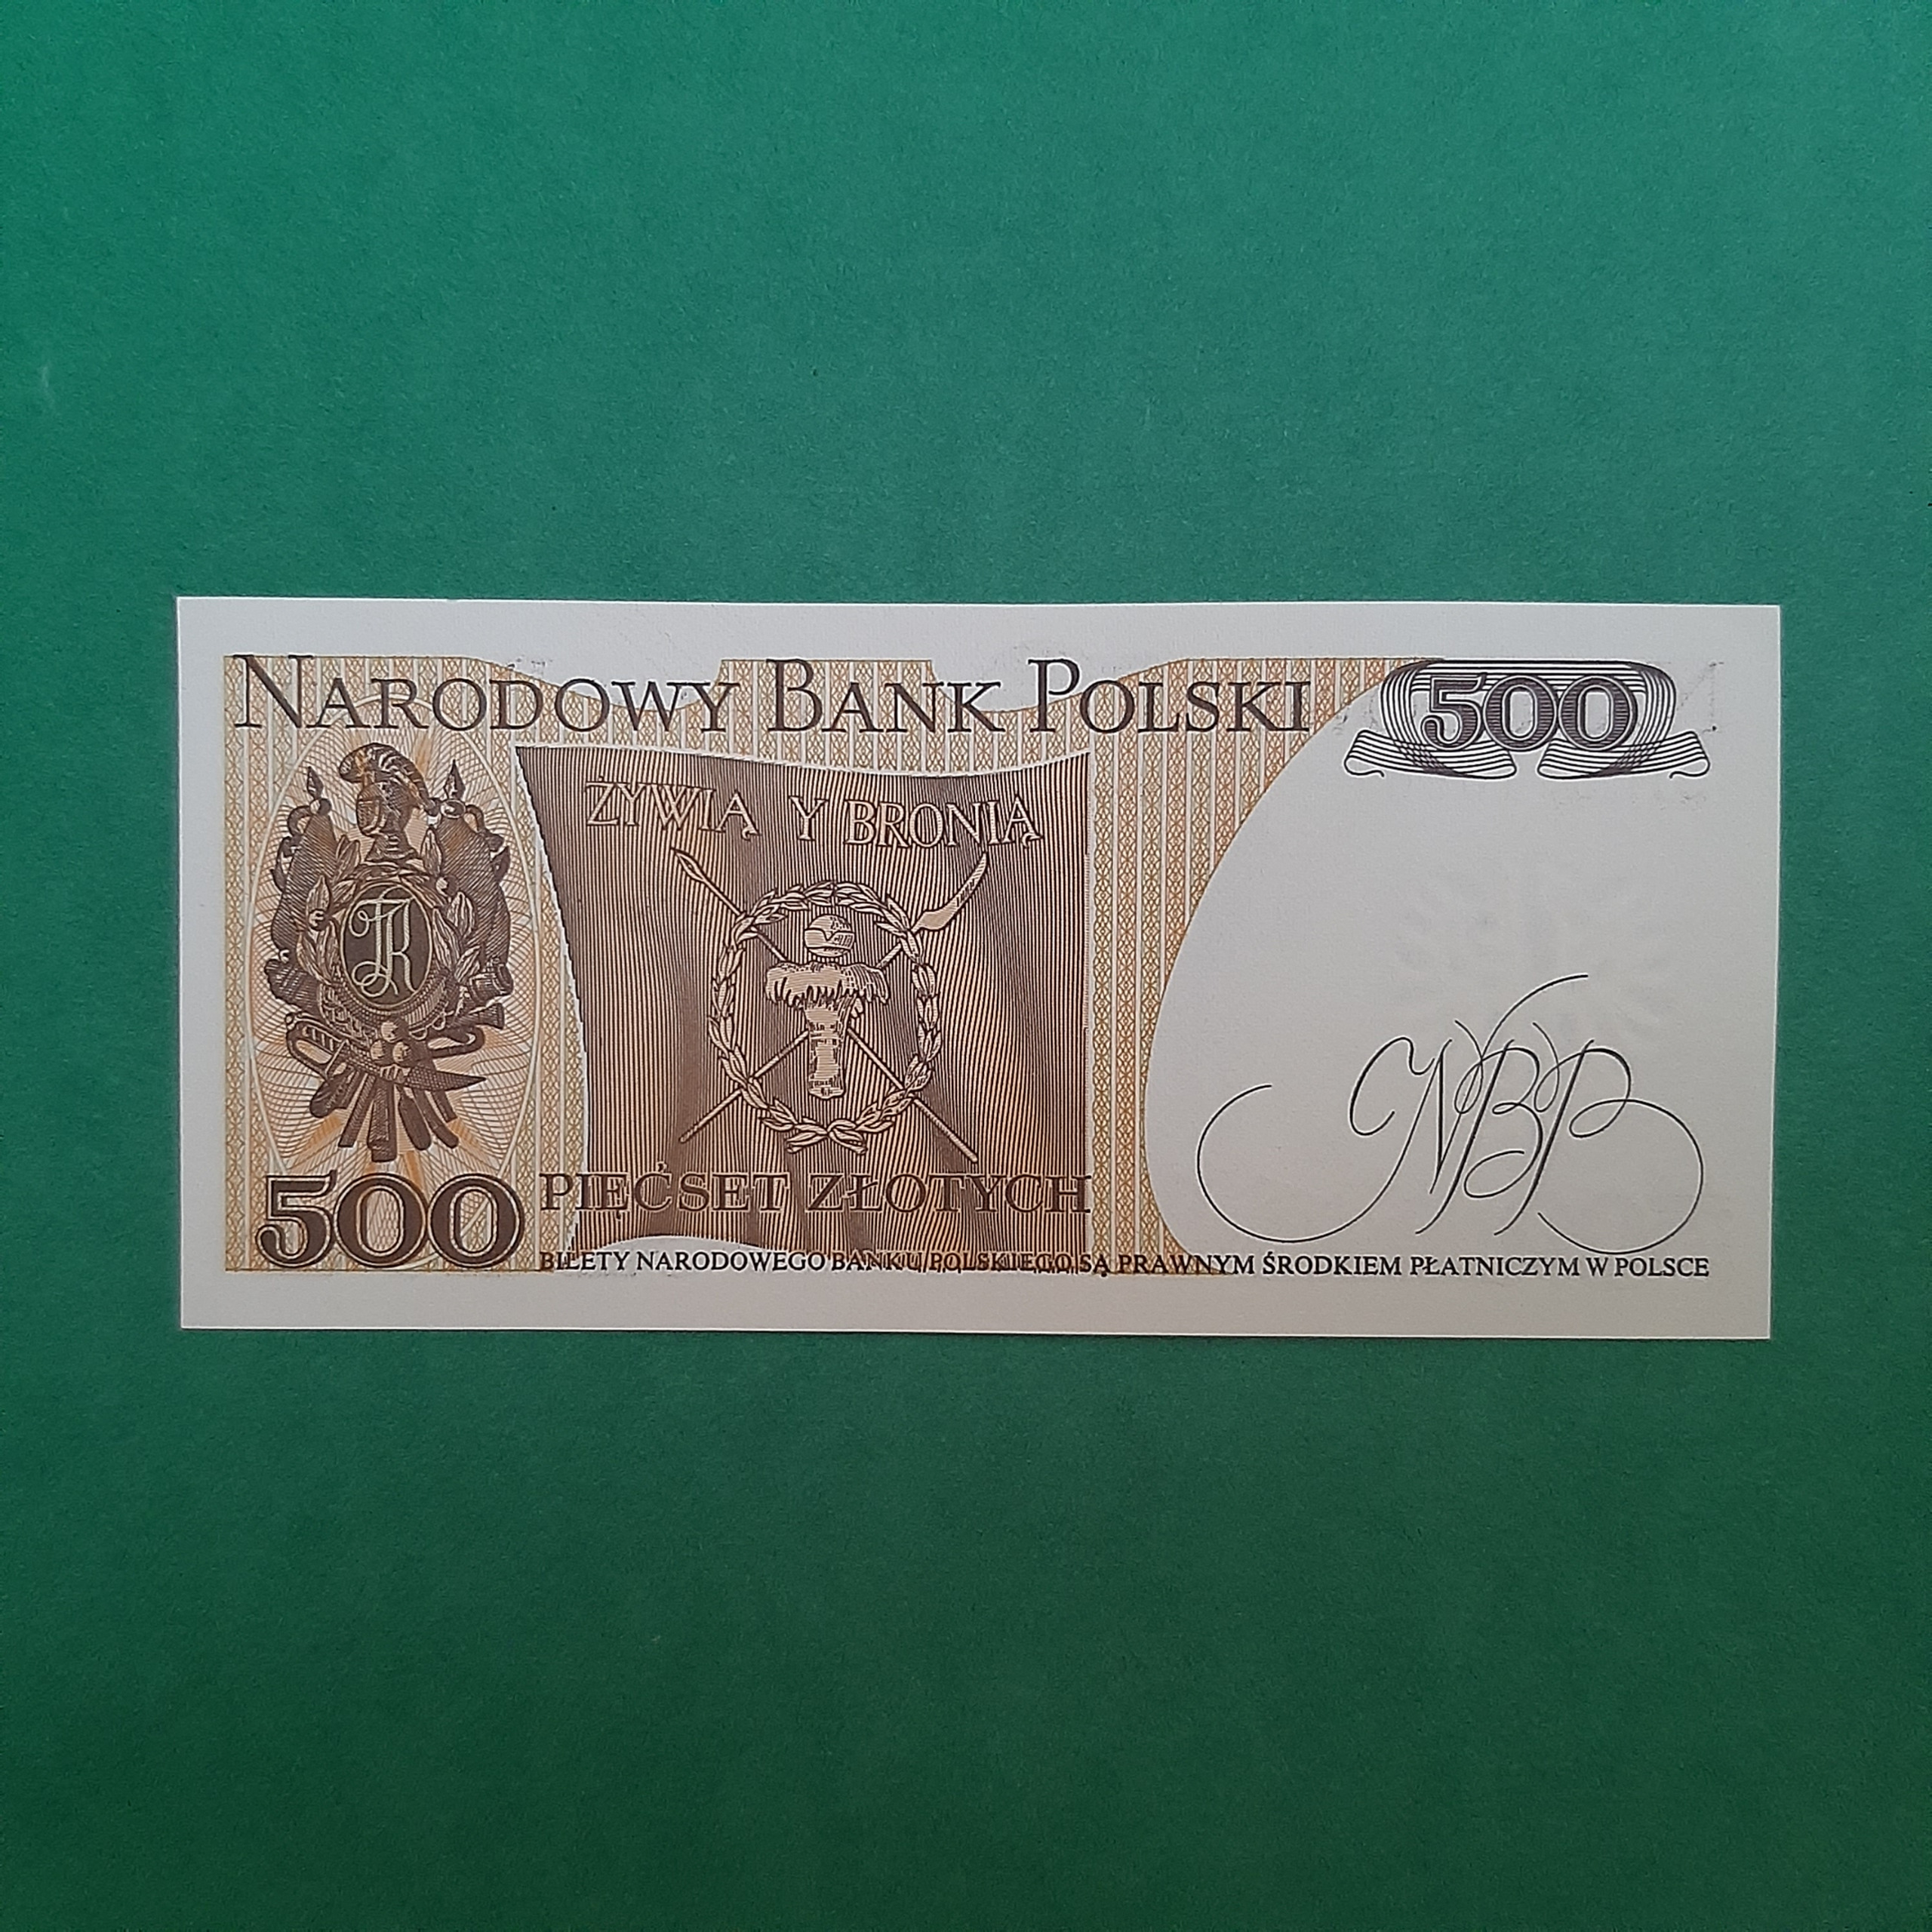 NARODOWY BANK POLSKI
500
ŻYWIĄ Y BRONIĄ
TK
NBP
500
PIĘĆSET ZŁOTYCH
BILETY NARODOWEGO BANKU POLSKIEGO SĄ PRAWNYM ŚRODKIEM PŁATNICZYM W POLSCE